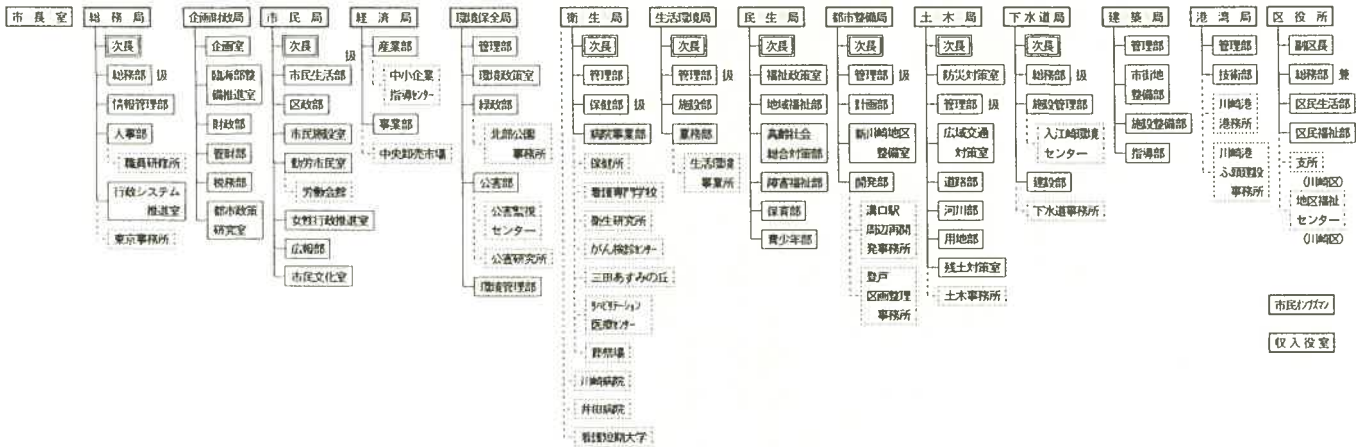 市長室
総務局
次長
総務部 扱
情報管理部
人事部
職員研修所
行政システム
推進室
東京事務所
企画財政局
企画室
臨海部整
備推進室
財政部
管財部
税務部
都市政策
研究室
市民局
次長
扱
市民生活部
区政部
市民施設室
勤労市民室
労働会館
女性行政推進室
広報部
市民文化室
経済局
産業部
中小企業
指導センター
事業部
中央卸売市場
環境保全局
管理部
環境政策室
緑政部
北部公園
事務所
公害部
公害監視
センター
公害研究所
環境管理部
衛生局
次長
管理部
保健部 扱
病院事業部
保健所
看護専門学校
衛生研究所
がん検診センター
三田あすみの丘
リハビリテーション
医療センター
葬祭場
川崎病院
井田病院
看護短期大学
生活環境局
次長
管理部 扱
施設部
業務部
生活環境
事業所
民生局
次長
福祉政策室
地域福祉部
高齢社会
総合対策部
障害福祉部
保育部
青少年部
都市整備局
次長
管理部 扱
計画部
新川崎地区
整備室
開発部
溝口駅
周辺再開
発事務所
登戸
区画整理
事務所
土木局
次長
防災対策室
管理部 扱
広域交通
対策室
道路部
河川部
用地部
残土対策室
土木事務所
下水道局
次長
総務部 扱
施設管理部
入江崎環境
センター
建設部
下水道事務所
建築局
管理部
市街地
整備部
施設整備部
指導部
港湾局
管理部
技術部
川崎港
港務所
川崎港
ふ頭建設
事務所
区役所
副区長
総務部 兼
区民生活部
区民福祉部
支所
(川崎区)
地区福祉
センター
(川崎区)
市民オンブズマン
収入役室